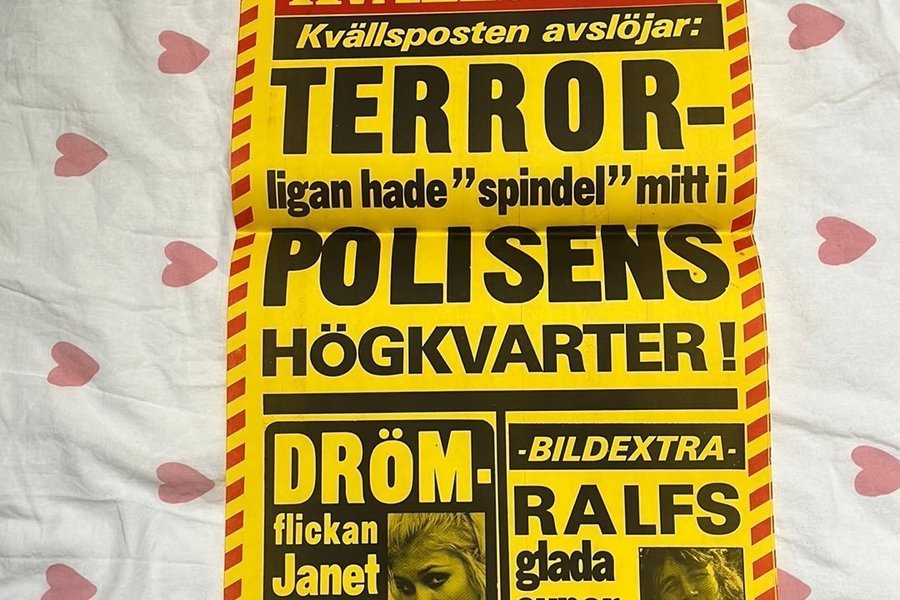 Kvällsposten avslöjar:
TERROR-
ligan hade "spindel" mitt i
POLISENS
HÖGKVARTER!
DRÖM-
flickan
Janet
-BILDEXTRA-
RALFS
glada